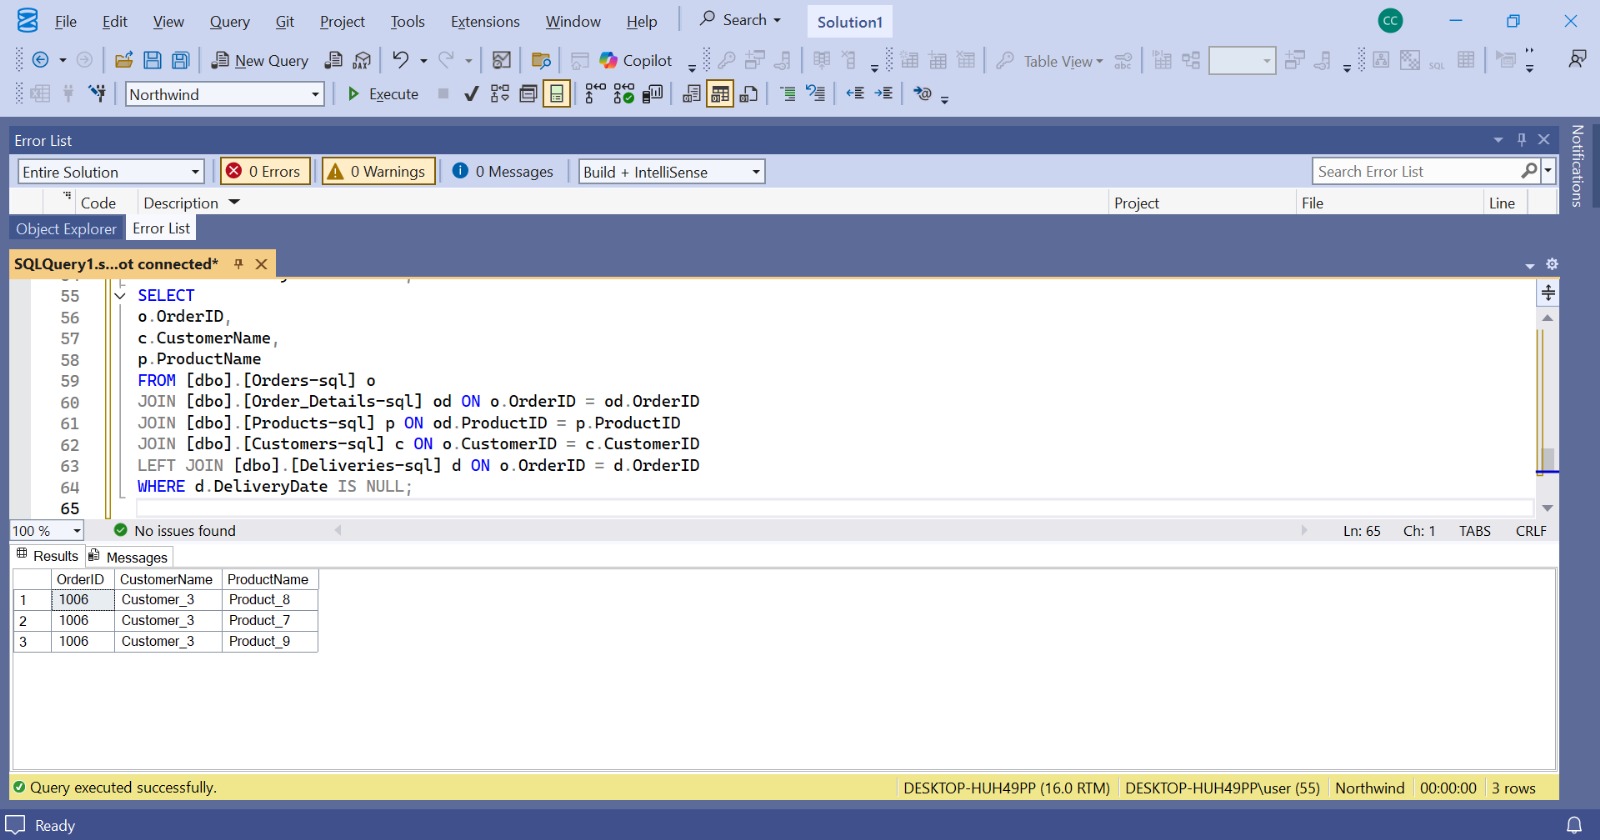 File Edit View Query Git Project Tools Extensions Window Help Search Solution1 CC
New Query DAX Copilot Table View abc SQL
Northwind Execute
Error List
Entire Solution 0 Errors 0 Warnings 0 Messages Build + IntelliSense Search Error List
Code Description Project File Line
Object Explorer Error List
Notifications
SQLQuery1.s...ot connected*
55 SELECT
56 o.OrderID,
57 c.CustomerName,
58 p.ProductName
59 FROM [dbo].[Orders-sql] o
60 JOIN [dbo].[Order_Details-sql] od ON o.OrderID = od.OrderID
61 JOIN [dbo].[Products-sql] p ON od.ProductID = p.ProductID
62 JOIN [dbo].[Customers-sql] c ON o.CustomerID = c.CustomerID
63 LEFT JOIN [dbo].[Deliveries-sql] d ON o.OrderID = d.OrderID
64 WHERE d.DeliveryDate IS NULL;
65
100 % No issues found Ln: 65 Ch: 1 TABS CRLF
Results Messages
OrderID CustomerName ProductName
1 1006 Customer_3 Product_8
2 1006 Customer_3 Product_7
3 1006 Customer_3 Product_9
Query executed successfully. DESKTOP-HUH49PP (16.0 RTM) DESKTOP-HUH49PP\user (55) Northwind 00:00:00 3 rows
Ready